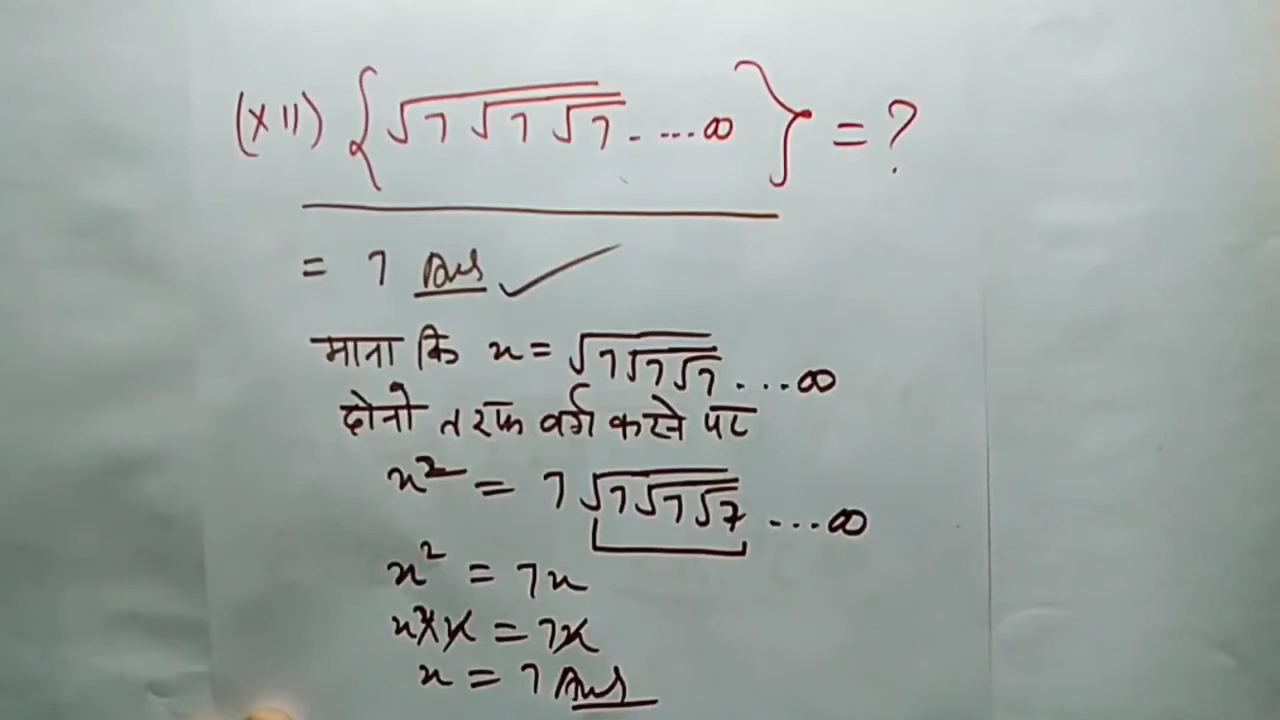 (XII) {√7√7√7....∞} = ?
= 7 Ans ✓
माना कि x = √7√7√7...∞
दोनों तरफ वर्ग करने पर
x² = 7√7√7√7...∞
x² = 7x
x×x = 7x
x = 7 Ans